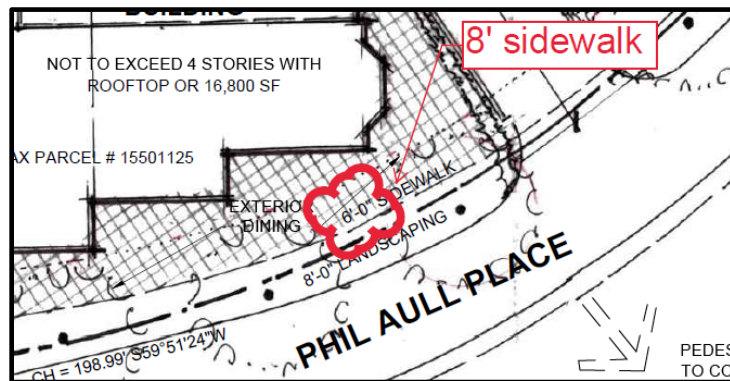 BUILDING
8' sidewalk
NOT TO EXCEED 4 STORIES WITH
ROOFTOP OR 16,800 SF
AX PARCEL # 15501125
6'-0" SIDEWALK
EXTERIO
DINING
8'-0" LANDSCAPING
PHIL AULL PLACE
CH = 198.99' S59°51'24"W
PEDES
TO CO